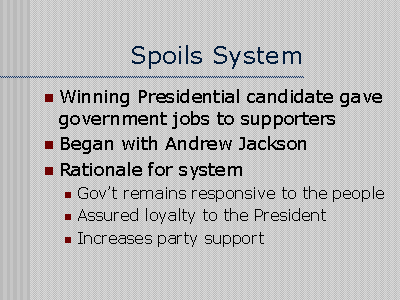 Spoils System
Winning Presidential candidate gave
government jobs to supporters
Began with Andrew Jackson
Rationale for system
Gov't remains responsive to the people
Assured loyalty to the President
Increases party support